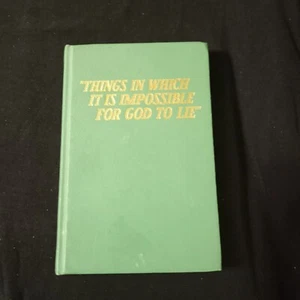 "THINGS IN WHICH
IT IS IMPOSSIBLE
FOR GOD TO LIE"